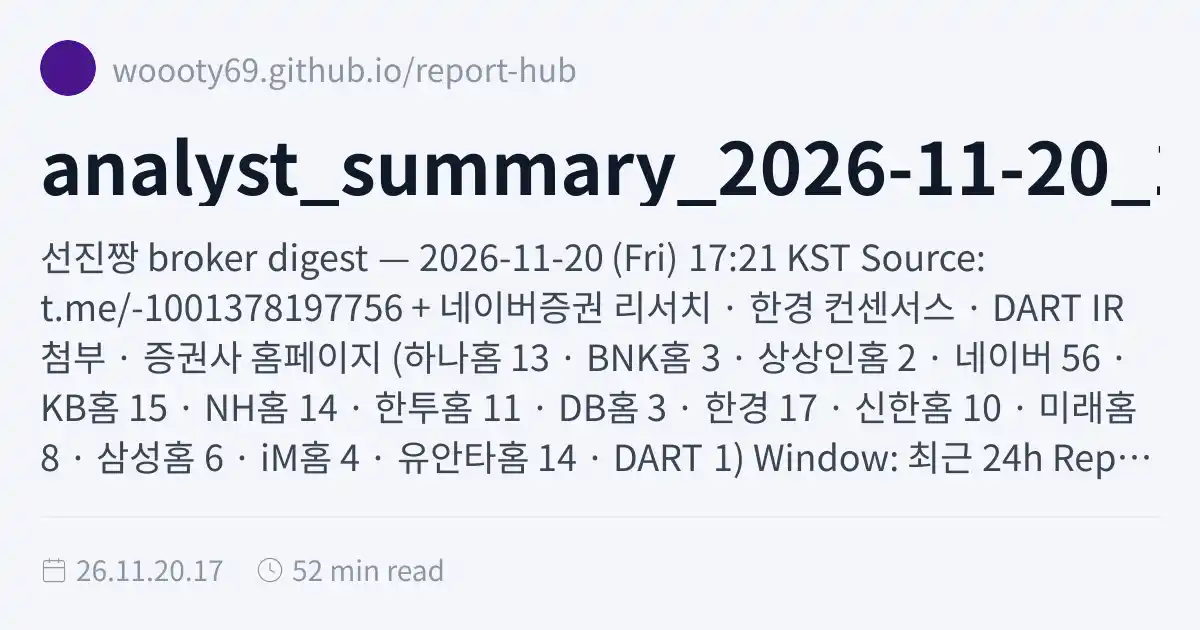 woooty69.github.io/report-hub
analyst_summary_2026-11-20_
선진짱 broker digest — 2026-11-20 (Fri) 17:21 KST Source:
t.me/-1001378197756 + 네이버증권 리서치 · 한경 컨센서스 · DART IR
첨부 · 증권사 홈페이지 (하나홈 13 · BNK홈 3 · 상상인홈 2 · 네이버 56 ·
KB홈 15 · NH홈 14 · 한투홈 11 · DB홈 3 · 한경 17 · 신한홈 10 · 미래홈
8 · 삼성홈 6 · iM홈 4 · 유안타홈 14 · DART 1) Window: 최근 24h Rep…
26.11.20.17
52 min read